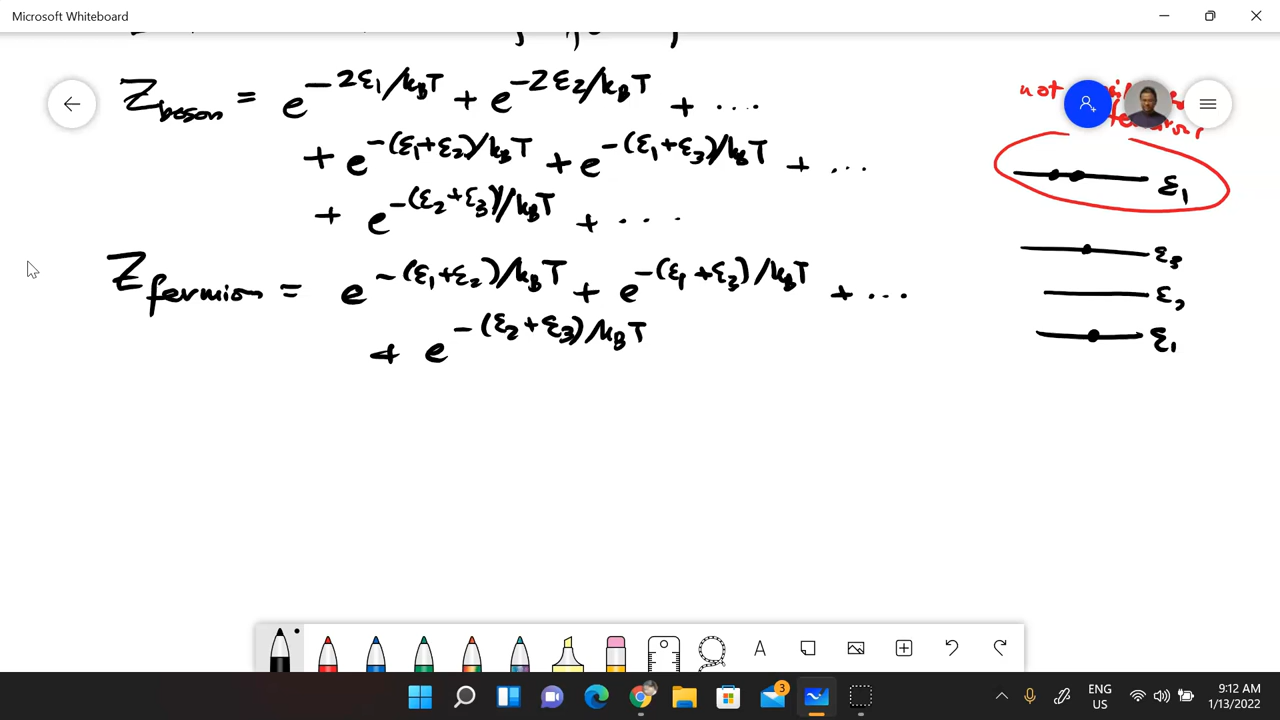 Microsoft Whiteboard
Z_boson = e^{-2ε₁/k_BT} + e^{-2ε₂/k_BT} + ...
+ e^{-(ε₁+ε₂)/k_BT} + e^{-(ε₁+ε₃)/k_BT} + ...
+ e^{-(ε₂+ε₃)/k_BT} + ....
Z_fermion = e^{-(ε₁+ε₂)/k_BT} + e^{-(ε₁+ε₃)/k_BT} + ...
+ e^{-(ε₂+ε₃)/k_BT}
not
ε₁
ε₃
ε₂
ε₁
A
3
ENG
US
9:12 AM
1/13/2022